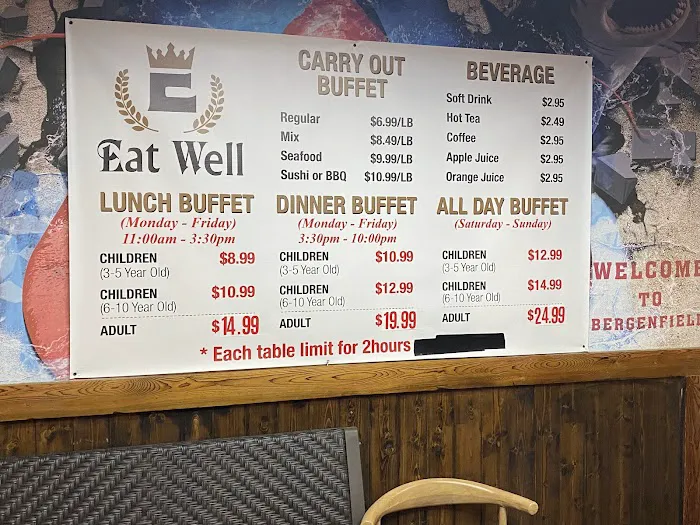 Eat Well
CARRY OUT
BUFFET
Regular $6.99/LB
Mix $8.49/LB
Seafood $9.99/LB
Sushi or BBQ $10.99/LB
BEVERAGE
Soft Drink $2.95
Hot Tea $2.49
Coffee $2.95
Apple Juice $2.95
Orange Juice $2.95
LUNCH BUFFET
(Monday - Friday)
11:00am - 3:30pm
CHILDREN $8.99
(3-5 Year Old)
CHILDREN $10.99
(6-10 Year Old)
ADULT $14.99
DINNER BUFFET
(Monday - Friday)
3:30pm - 10:00pm
CHILDREN $10.99
(3-5 Year Old)
CHILDREN $12.99
(6-10 Year Old)
ADULT $19.99
ALL DAY BUFFET
(Saturday - Sunday)
CHILDREN $12.99
(3-5 Year Old)
CHILDREN $14.99
(6-10 Year Old)
ADULT $24.99
* Each table limit for 2hours
WELCOME
TO
BERGENFIELD